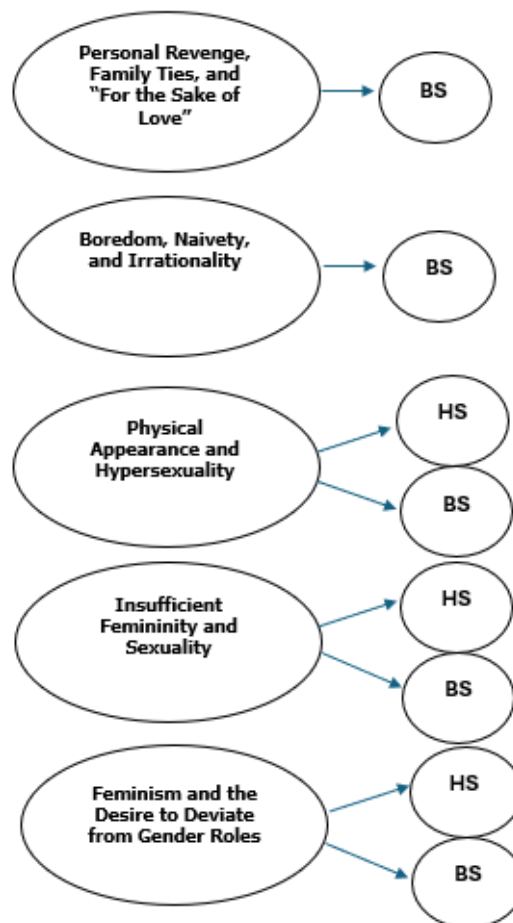 Personal Revenge,
Family Ties, and
“For the Sake of
Love”
BS
Boredom, Naivety,
and Irrationality
BS
Physical
Appearance and
Hypersexuality
HS
BS
Insufficient
Femininity and
Sexuality
HS
BS
Feminism and the
Desire to Deviate
from Gender Roles
HS
BS